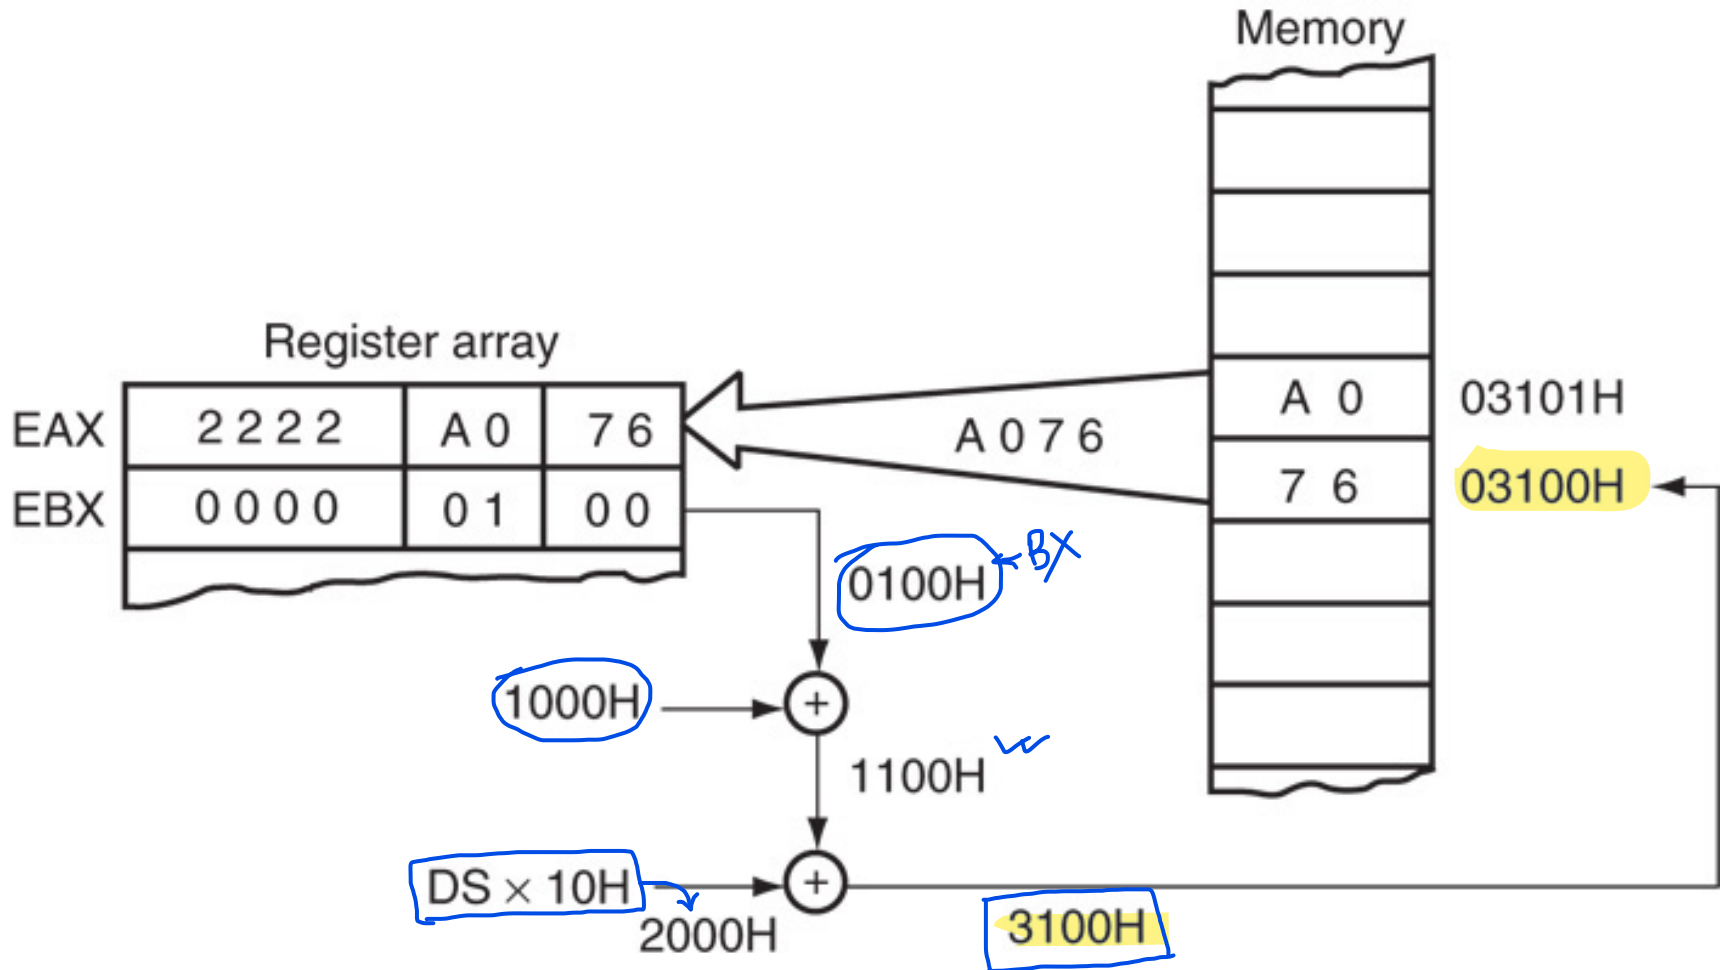 Memory
Register array
EAX 2 2 2 2 A 0 7 6
A 0 7 6
A 0 03101H
EBX 0 0 0 0 0 1 0 0
7 6 03100H
0100H
BX
1000H
+
1100H
DS × 10H
+
2000H
3100H